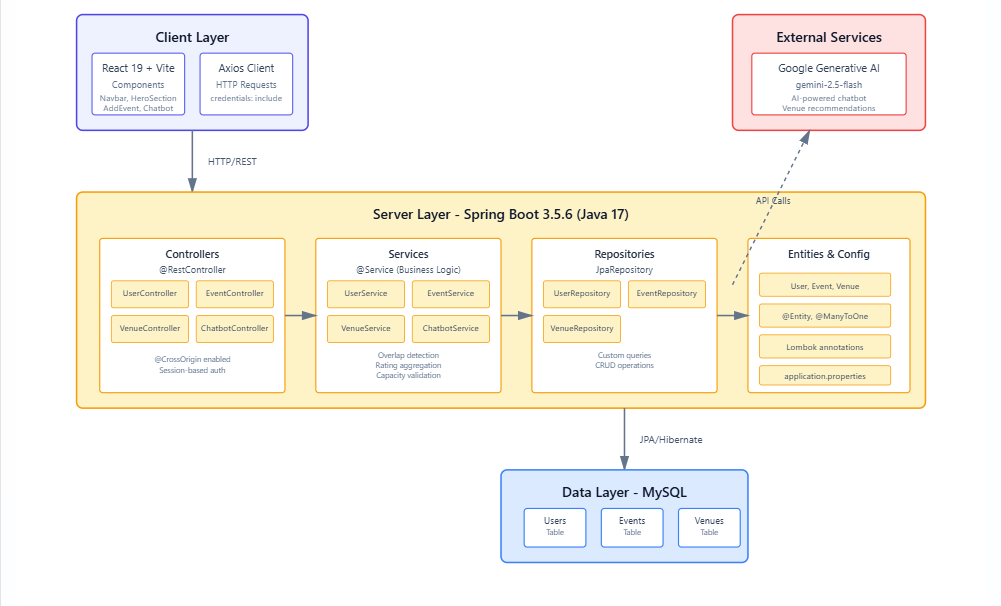 Client Layer
React 19 + Vite
Components
Navbar, HeroSection
AddEvent, Chatbot
Axios Client
HTTP Requests
credentials: include
External Services
Google Generative AI
gemini-2.5-flash
AI-powered chatbot
Venue recommendations
HTTP/REST
API Calls
Server Layer - Spring Boot 3.5.6 (Java 17)
Controllers
@RestController
UserController
EventController
VenueController
ChatbotController
@CrossOrigin enabled
Session-based auth
Services
@Service (Business Logic)
UserService
EventService
VenueService
ChatbotService
Overlap detection
Rating aggregation
Capacity validation
Repositories
JpaRepository
UserRepository
EventRepository
VenueRepository
Custom queries
CRUD operations
Entities & Config
User, Event, Venue
@Entity, @ManyToOne
Lombok annotations
application.properties
JPA/Hibernate
Data Layer - MySQL
Users
Table
Events
Table
Venues
Table